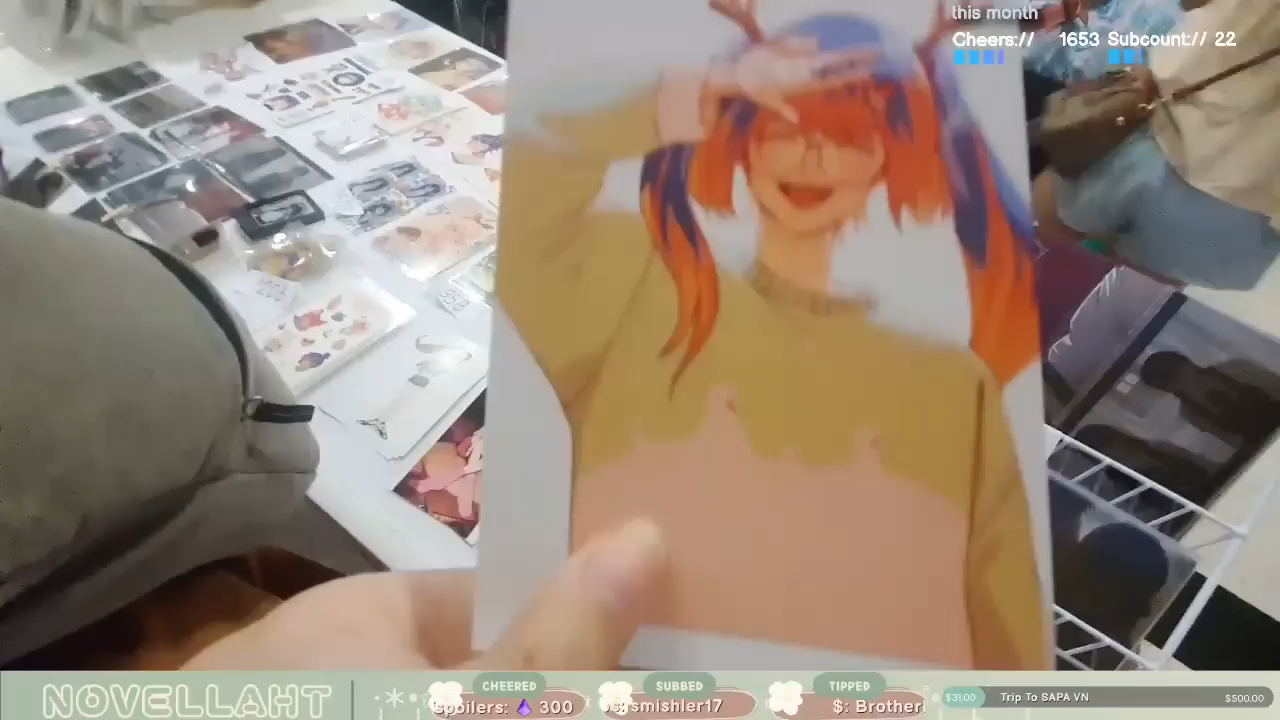 this month
Cheers:// 1653 Subcount:// 22
NOVELLAHT
CHEERED
spoilers: 300
SUBBED
smishler17
TIPPED
$: Brother
$31.00 Trip To SAPA VN $500.00